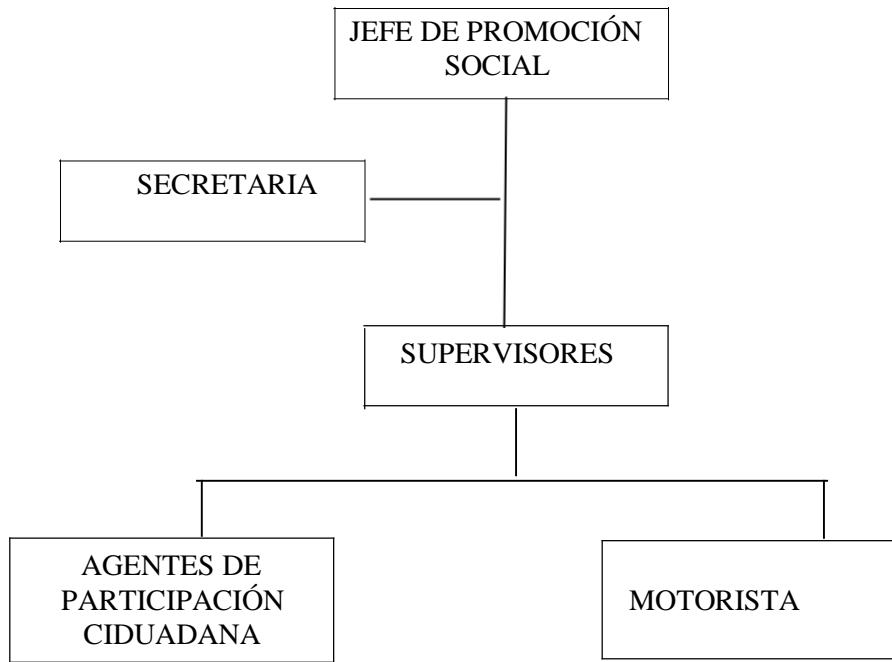 JEFE DE PROMOCIÓN
SOCIAL
SECRETARIA
SUPERVISORES
AGENTES DE
PARTICIPACIÓN
CIDUADANA
MOTORISTA